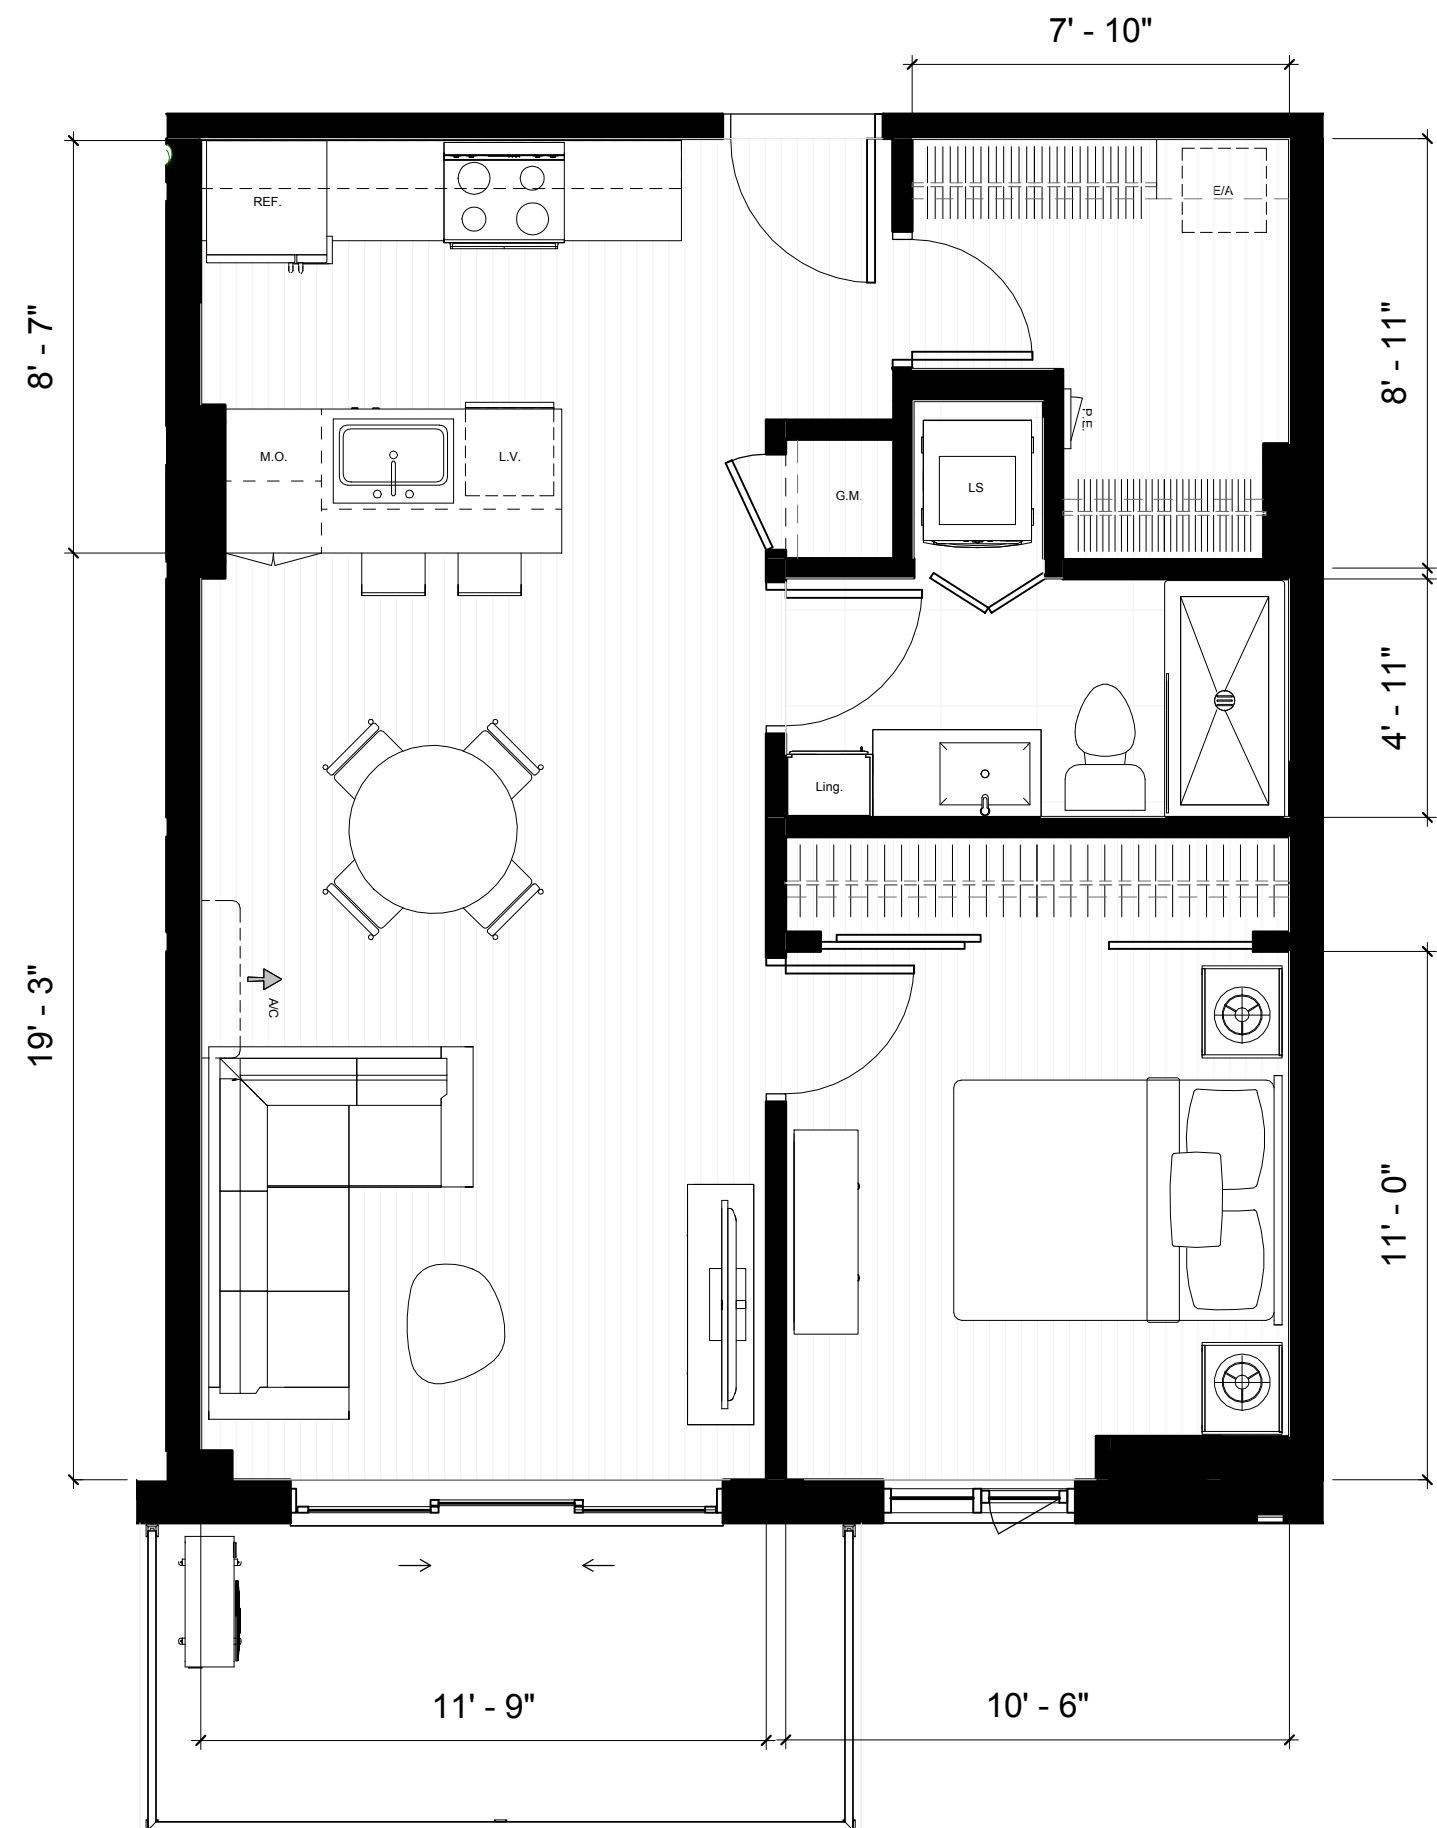 7' - 10"
REF.
E/A
8' - 7"
8' - 11"
P.E.
M.O.
L.V.
G.M.
LS
4' - 11"
Ling.
A/C
19' - 3"
11' - 0"
11' - 9"
10' - 6"